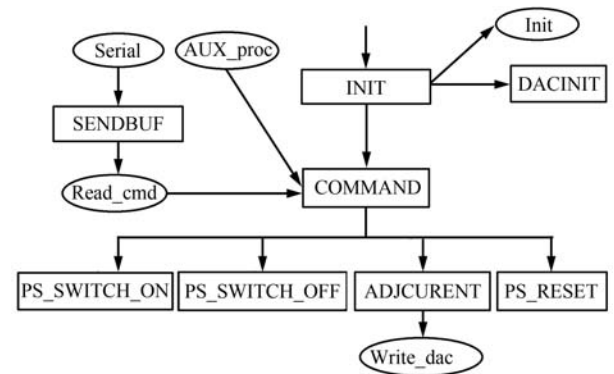 Init
Serial
AUX_proc
INIT
DACINIT
SENDBUF
Read_cmd
COMMAND
PS_SWITCH_ON
PS_SWITCH_OFF
ADJCURENT
PS_RESET
Write_dac